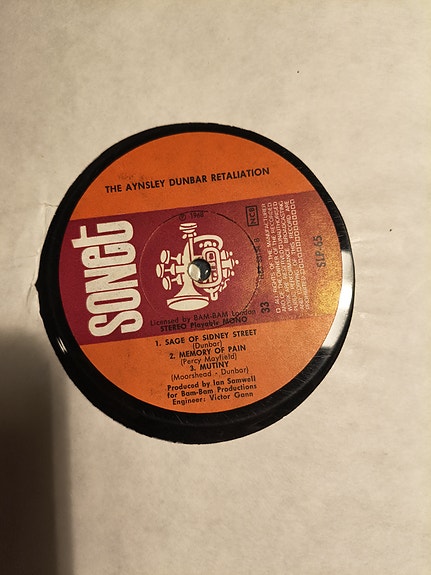 THE AYNSLEY DUNBAR RETALIATION
Ⓟ 1968
sonet
NCB
33
SLP-65
Licensed by BAM-BAM London
STEREO Playable MONO
1. SAGE OF SIDNEY STREET
(Dunbar)
2. MEMORY OF PAIN
(Percy Mayfield)
3. MUTINY
(Moorshead - Dunbar)
Produced by Ian Samwell
for Bam-Bam Productions
Engineer: Victor Gann